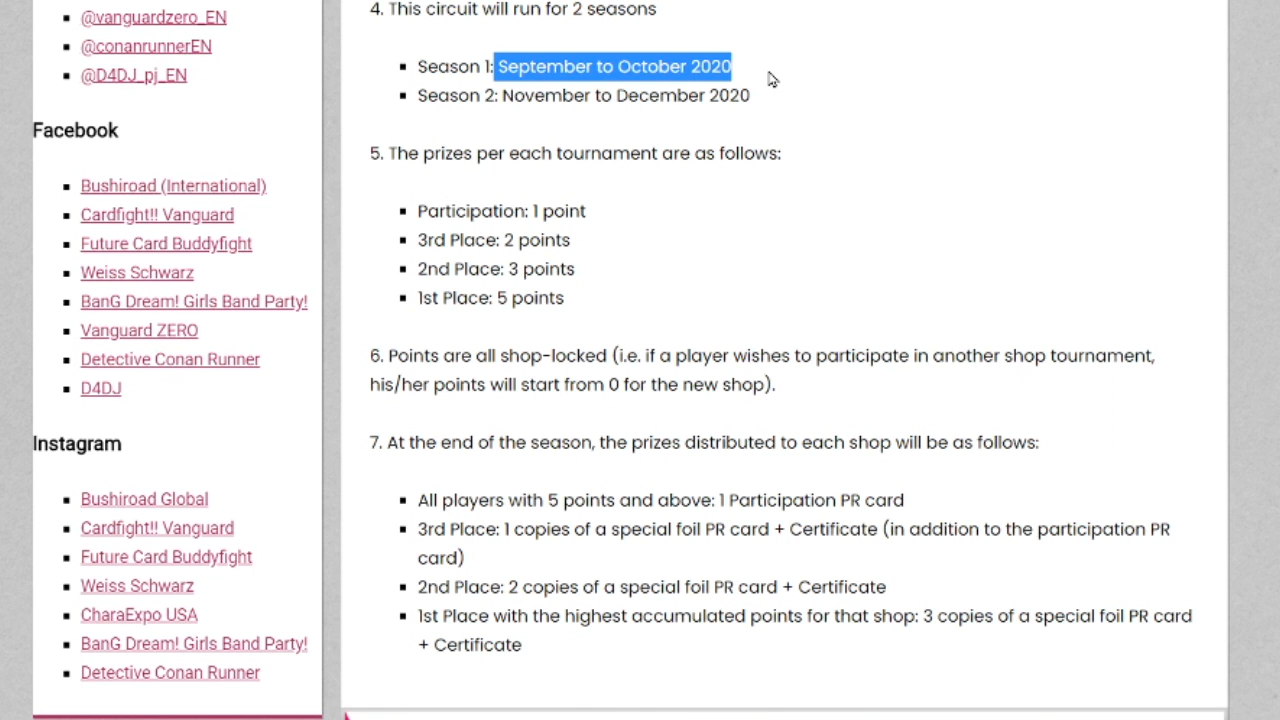 @vanguardzero_EN
@conanrunnerEN
@D4DJ_pj_EN
Facebook
Bushiroad (International)
Cardfight!! Vanguard
Future Card Buddyfight
Weiss Schwarz
BanG Dream! Girls Band Party!
Vanguard ZERO
Detective Conan Runner
D4DJ
Instagram
Bushiroad Global
Cardfight!! Vanguard
Future Card Buddyfight
Weiss Schwarz
CharaExpo USA
BanG Dream! Girls Band Party!
Detective Conan Runner
4. This circuit will run for 2 seasons
Season 1: September to October 2020
Season 2: November to December 2020
5. The prizes per each tournament are as follows:
Participation: 1 point
3rd Place: 2 points
2nd Place: 3 points
1st Place: 5 points
6. Points are all shop-locked (i.e. if a player wishes to participate in another shop tournament,
his/her points will start from 0 for the new shop).
7. At the end of the season, the prizes distributed to each shop will be as follows:
All players with 5 points and above: 1 Participation PR card
3rd Place: 1 copies of a special foil PR card + Certificate (in addition to the participation PR
card)
2nd Place: 2 copies of a special foil PR card + Certificate
1st Place with the highest accumulated points for that shop: 3 copies of a special foil PR card
+ Certificate